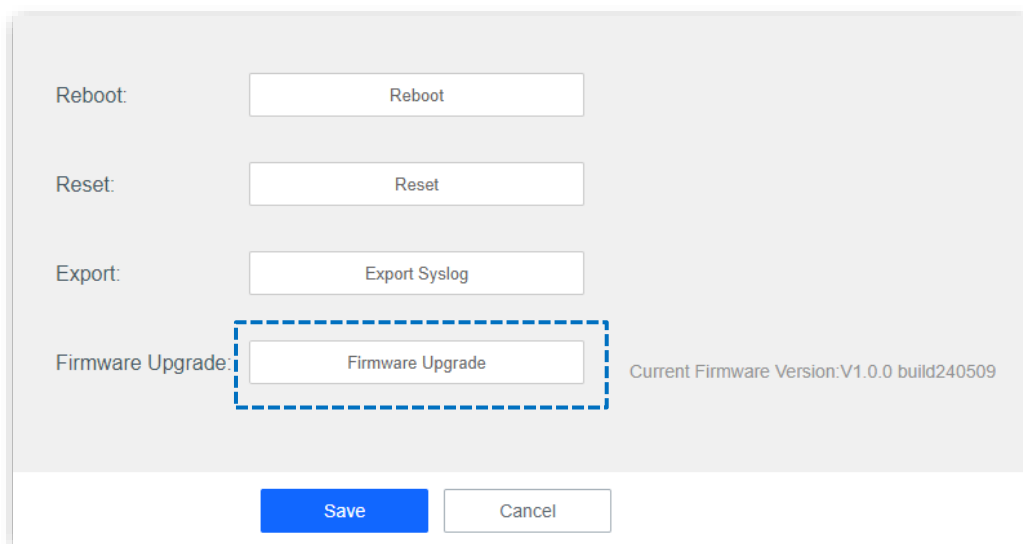 Reboot: Reboot
Reset: Reset
Export: Export Syslog
Firmware Upgrade: Firmware Upgrade Current Firmware Version:V1.0.0 build240509
Save Cancel